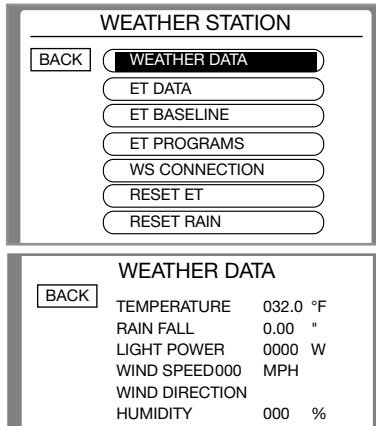 WEATHER STATION
BACK
WEATHER DATA
ET DATA
ET BASELINE
ET PROGRAMS
WS CONNECTION
RESET ET
RESET RAIN
WEATHER DATA
BACK
TEMPERATURE 032.0 °F
RAIN FALL 0.00 "
LIGHT POWER 0000 W
WIND SPEED000 MPH
WIND DIRECTION
HUMIDITY 000 %